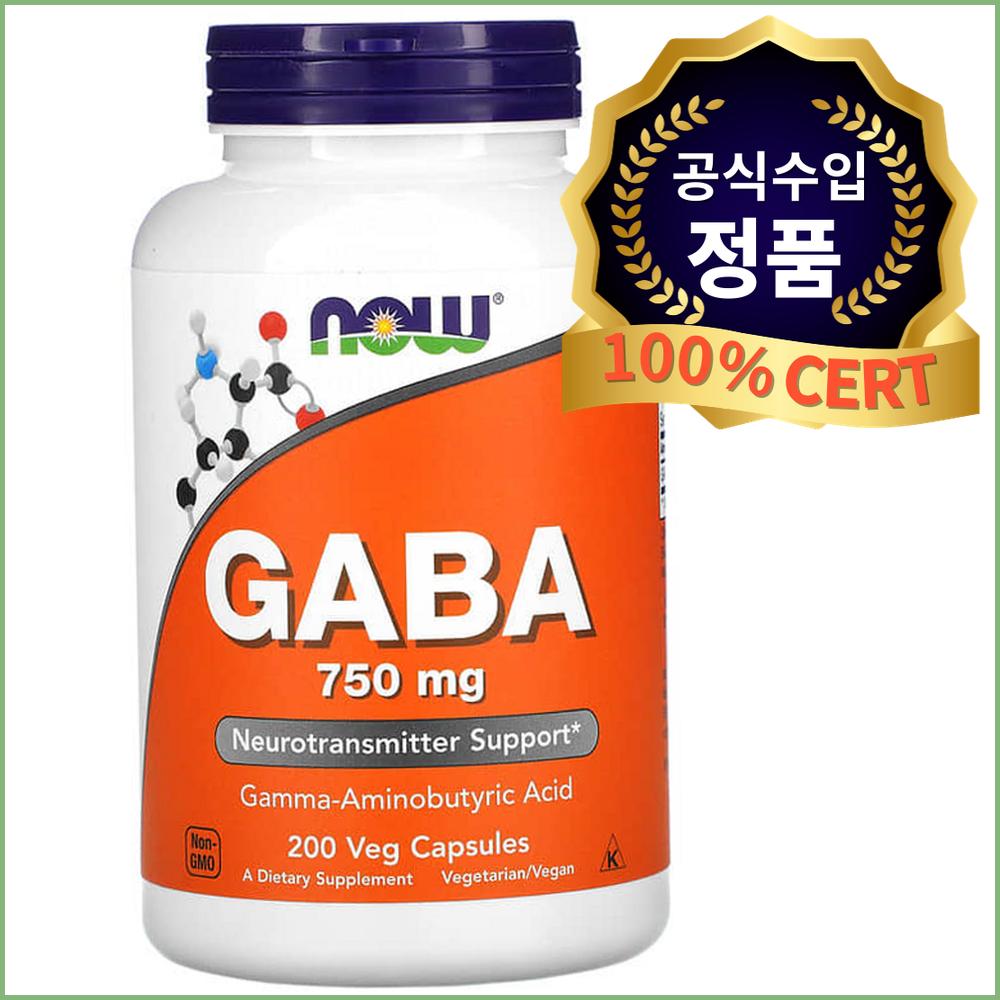 공식수입
정품
100% CERT
now®
GABA
750 mg
Neurotransmitter Support*
Gamma-Aminobutyric Acid
200 Veg Capsules
Non-
GMO
K
A Dietary Supplement Vegetarian/Vegan